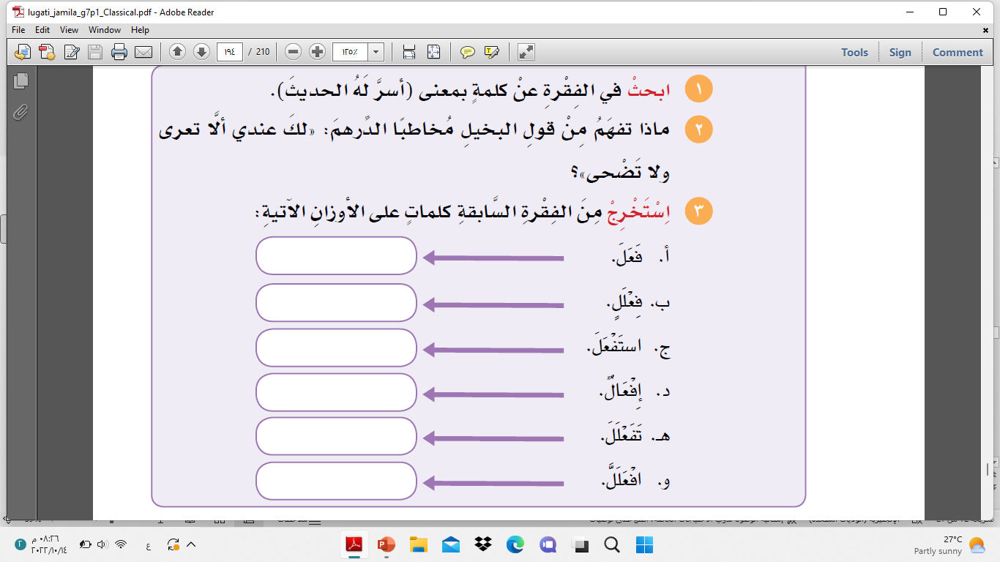 lugati_jamila_g7p1_Classical.pdf - Adobe Reader
File Edit View Window Help
١٩٤ / 210 ١٢٥٪ Tools Sign Comment
١ ابحثْ في الفِقْرةِ عنْ كلمةٍ بمعنى (أسرَّ لَهُ الحديثَ).
٢ ماذا تفهَمُ مِنْ قولِ البخيلِ مُخاطبًا الدِّرهمَ: «لكَ عندي ألَّا تعرى
ولا تَضْحى»؟
٣ اِسْتَخْرِجْ مِنَ الفِقْرةِ السَّابقةِ كلماتٍ على الأوزانِ الآتيةِ:
أ. فَعَلَ.
ب. فِعْلَلٍ.
ج. استَفْعَلَ.
د. إِفْعَالٌ.
هـ. تَفَعْلَلَ.
و. افْعَلَلَّ.
٠٨:٢٦ م
٢٠٢٢/١٠/١٤
ع
27°C
Partly sunny